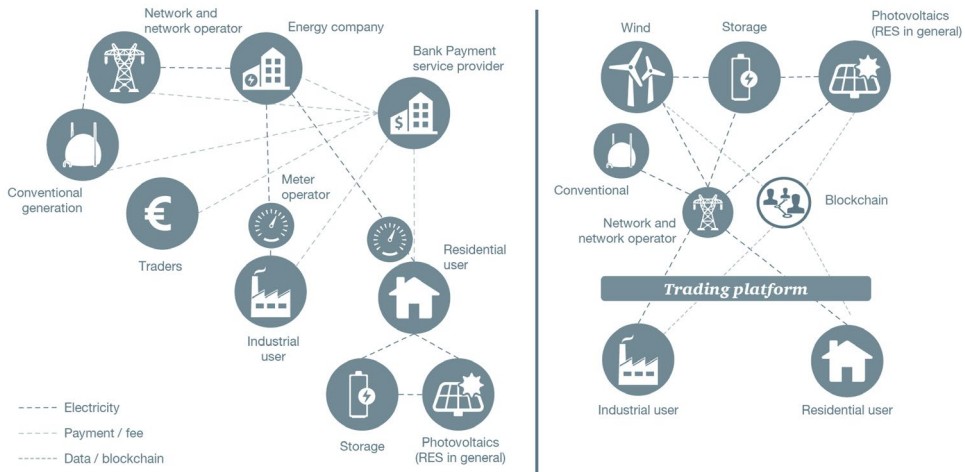 Network and
network operator
Energy company
Bank Payment
service provider
Conventional
generation
€
Traders
$
Meter
operator
Industrial
user
Residential
user
Storage
Photovoltaics
(RES in general)
Electricity
Payment / fee
Data / blockchain
Wind
Storage
Photovoltaics
(RES in general)
Conventional
Network and
network operator
Blockchain
Trading platform
Industrial user
Residential user